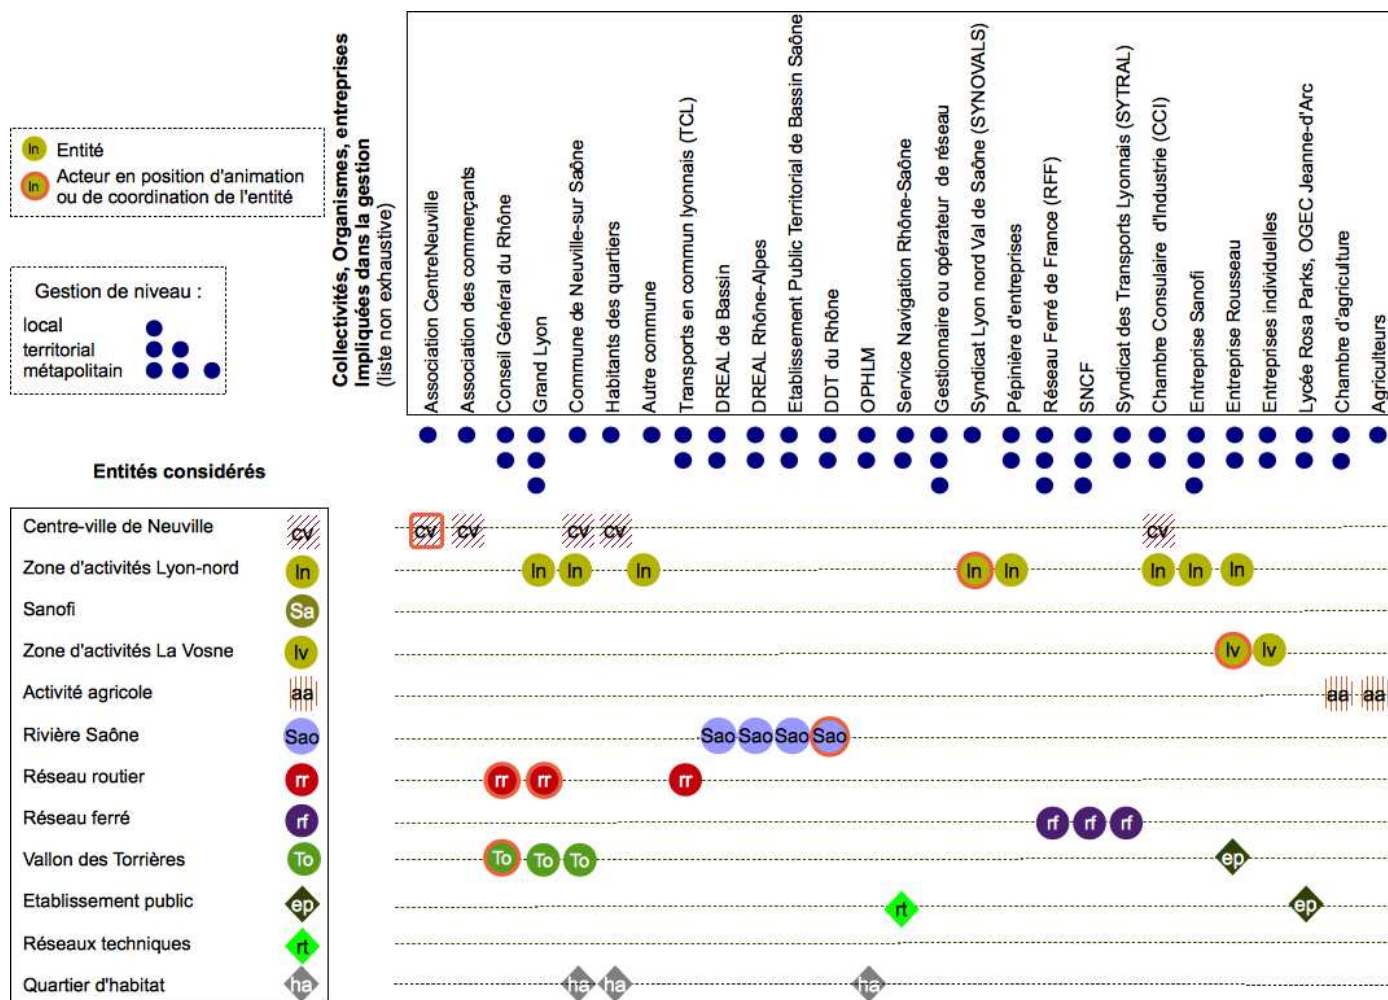 In Entité
In Acteur en position d'animation
ou de coordination de l'entité
Gestion de niveau :
local
territorial
métapolitain
Collectivités, Organismes, entreprises
Impliquées dans la gestion
(liste non exhaustive)
Association CentreNeuville
Association des commerçants
Conseil Général du Rhône
Grand Lyon
Commune de Neuville-sur Saône
Habitants des quartiers
Autre commune
Transports en commun lyonnais (TCL)
DREAL de Bassin
DREAL Rhône-Alpes
Etablissement Public Territorial de Bassin Saône
DDT du Rhône
OPHLM
Service Navigation Rhône-Saône
Gestionnaire ou opérateur de réseau
Syndicat Lyon nord Val de Saône (SYNOVALS)
Pépinière d'entreprises
Réseau Ferré de France (RFF)
SNCF
Syndicat des Transports Lyonnais (SYTRAL)
Chambre Consulaire d'Industrie (CCI)
Entreprise Sanofi
Entreprise Rousseau
Entreprises individuelles
Lycée Rosa Parks, OGEC Jeanne-d'Arc
Chambre d'agriculture
Agriculteurs
Entités considérés
Centre-ville de Neuville cv cv cv cv cv cv
Zone d'activités Lyon-nord ln ln ln ln ln ln ln ln ln
Sanofi Sa
Zone d'activités La Vosne lv lv lv
Activité agricole aa aa aa
Rivière Saône Sao Sao Sao Sao Sao
Réseau routier rr rr rr rr
Réseau ferré rf rf rf rf
Vallon des Torrières To To To To ep
Etablissement public ep rt ep
Réseaux techniques rt
Quartier d'habitat ha ha ha ha